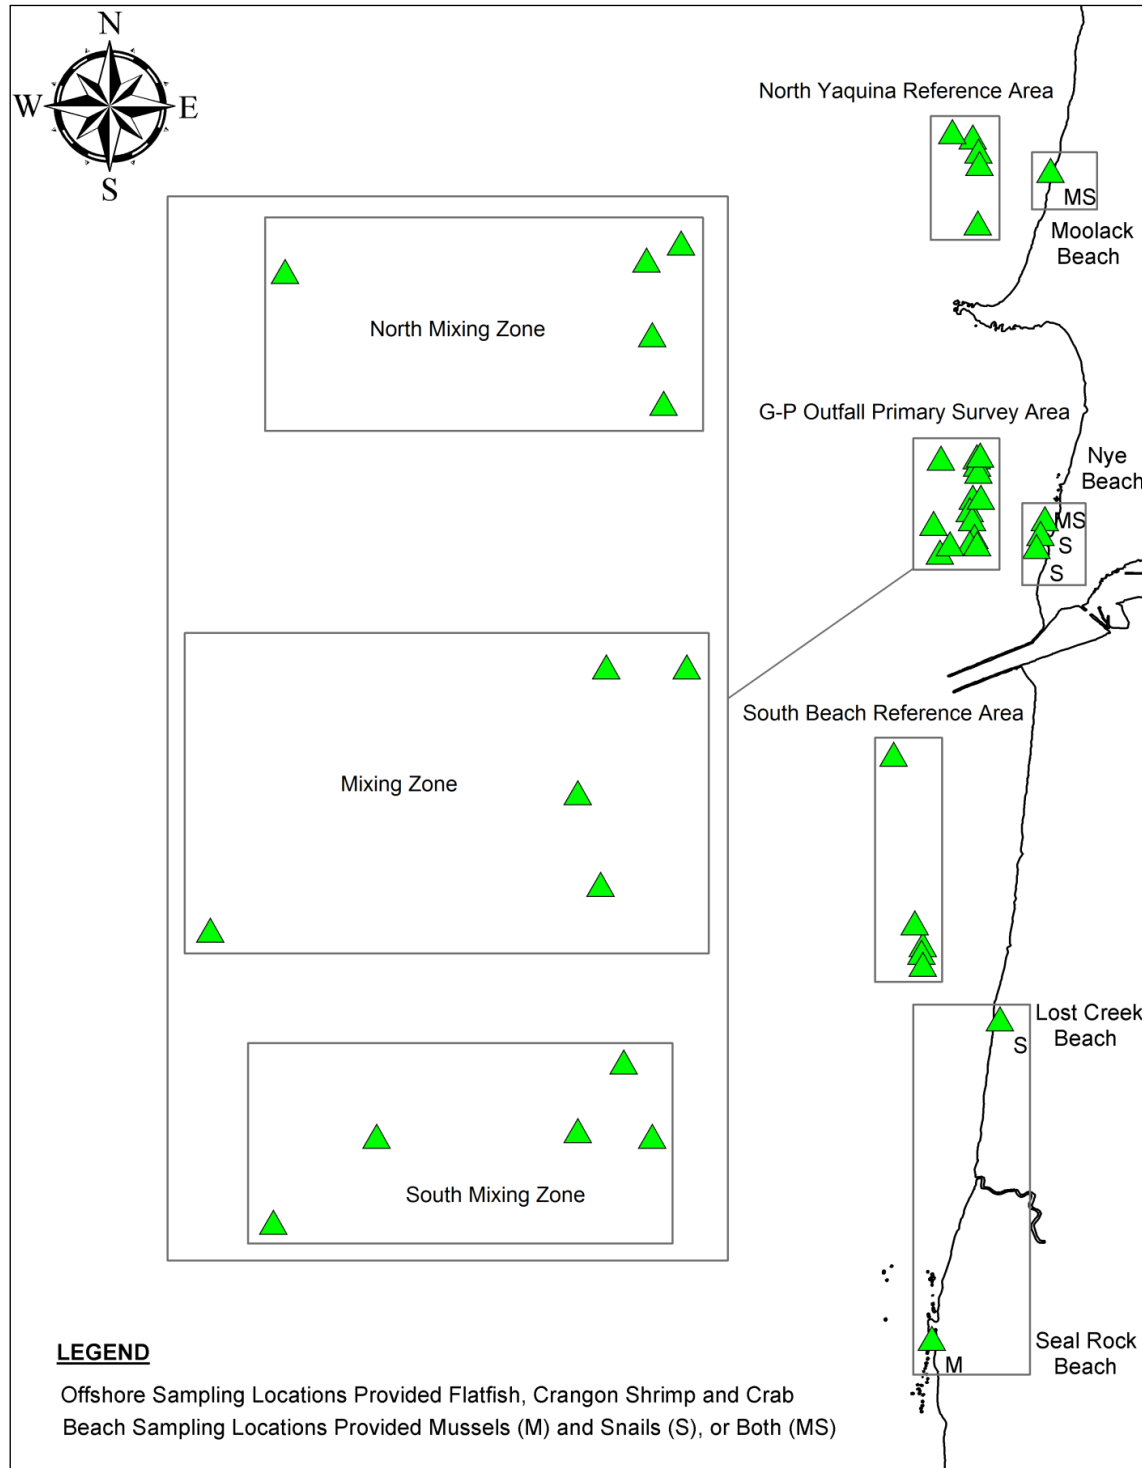 N
W
E
S
North Yaquina Reference Area
MS
Moolack
Beach
North Mixing Zone
G-P Outfall Primary Survey Area
Nye
Beach
MS
S
S
South Beach Reference Area
Mixing Zone
Lost Creek
Beach
S
South Mixing Zone
Seal Rock
Beach
M
LEGEND
Offshore Sampling Locations Provided Flatfish, Crangon Shrimp and Crab
Beach Sampling Locations Provided Mussels (M) and Snails (S), or Both (MS)